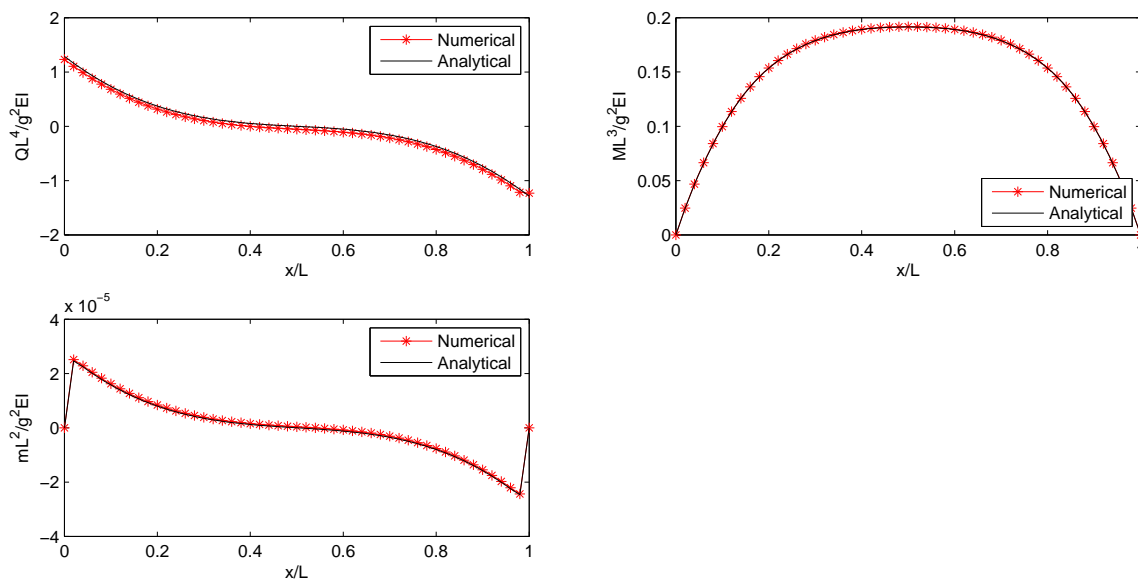 2
1
0
−1
−2
QL⁴/g²EI
0 0.2 0.4 0.6 0.8 1
x/L
Numerical
Analytical
0.2
0.15
0.1
0.05
0
ML³/g²EI
0 0.2 0.4 0.6 0.8 1
x/L
Numerical
Analytical
x 10⁻⁵
4
2
0
−2
−4
mL²/g²EI
0 0.2 0.4 0.6 0.8 1
x/L
Numerical
Analytical